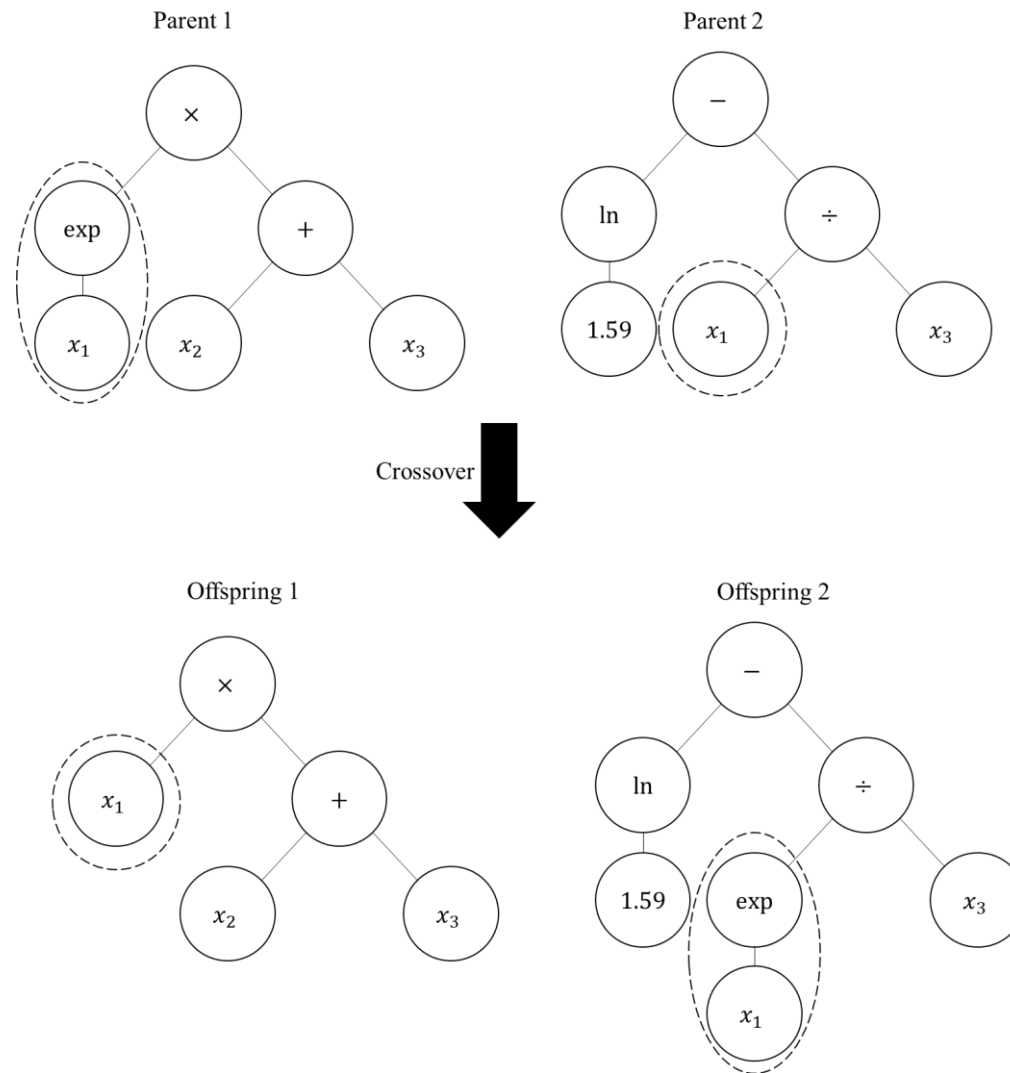 Parent 1
×
exp
+
x₁
x₂
x₃
Parent 2
−
ln
÷
1.59
x₁
x₃
Crossover
Offspring 1
×
x₁
+
x₂
x₃
Offspring 2
−
ln
÷
1.59
exp
x₃
x₁